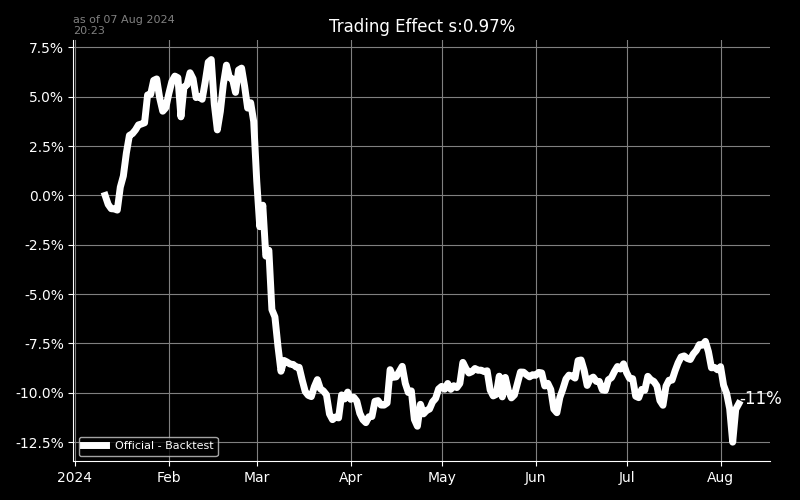 as of 07 Aug 2024
20:23
Trading Effect s:0.97%
7.5%
5.0%
2.5%
0.0%
-2.5%
-5.0%
-7.5%
-10.0%
-12.5%
-11%
Official - Backtest
2024 Feb Mar Apr May Jun Jul Aug